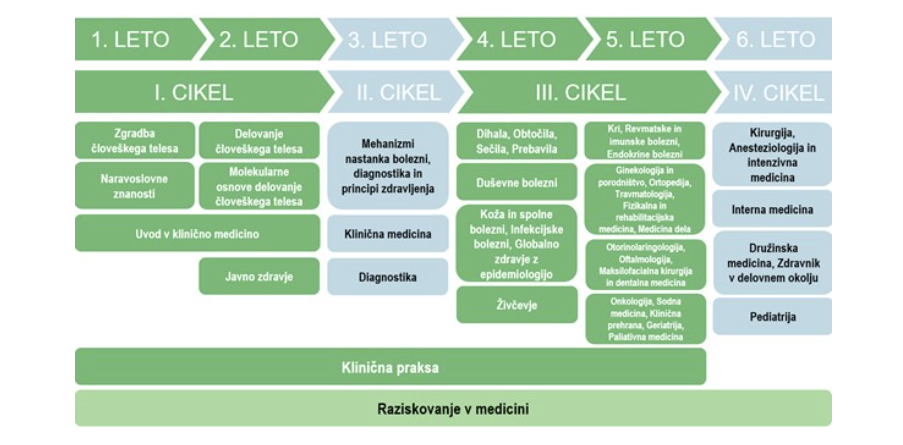 1. LETO
2. LETO
3. LETO
4. LETO
5. LETO
6. LETO
I. CIKEL
II. CIKEL
III. CIKEL
IV. CIKEL
Zgradba
človeškega telesa
Naravoslovne
znanosti
Delovanje
človeškega telesa
Molekularne
osnove delovanje
človeškega telesa
Uvod v klinično medicino
Javno zdravje
Mehanizmi
nastanka bolezni,
diagnostika in
principi zdravljenja
Klinična medicina
Diagnostika
Dihala, Obtočila,
Sečila, Prebavila
Duševne bolezni
Koža in spolne
bolezni, Infekcijske
bolezni, Globalno
zdravje z
epidemiologijo
Živčevje
Kri, Revmatske in
imunske bolezni,
Endokrine bolezni
Ginekologija in
porodništvo, Ortopedija,
Travmatologija,
Fizikalna in
rehabilitacijska
medicina, Medicina dela
Otorinolaringologija,
Oftalmologija,
Maksilofacialna kirurgija
in dentalna medicina
Onkologija, Sodna
medicina, Klinična
prehrana, Geriatrija,
Paliativna medicina
Kirurgija,
Anesteziologija in
intenzivna
medicina
Interna medicina
Družinska
medicina, Zdravnik
v delovnem okolju
Pediatrija
Klinična praksa
Raziskovanje v medicini